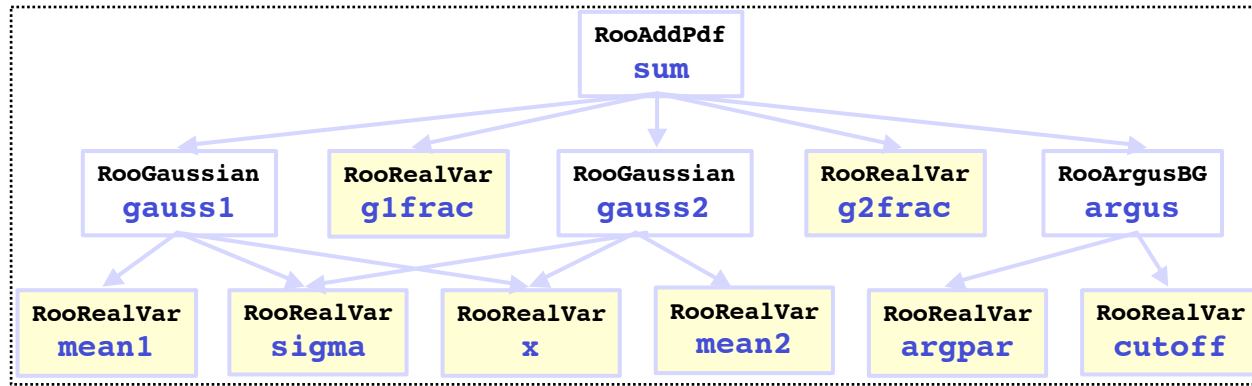 RooAddPdf
sum
RooGaussian
gauss1
RooRealVar
g1frac
RooGaussian
gauss2
RooRealVar
g2frac
RooArgusBG
argus
RooRealVar
mean1
RooRealVar
sigma
RooRealVar
x
RooRealVar
mean2
RooRealVar
argpar
RooRealVar
cutoff